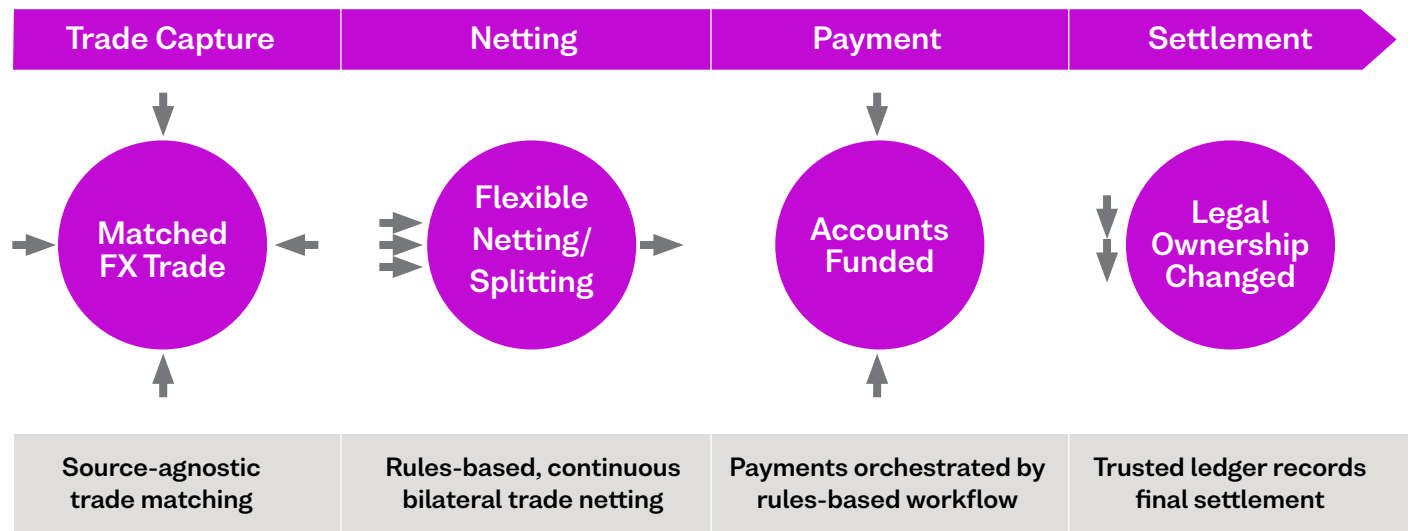 Trade Capture
Netting
Payment
Settlement
Matched
FX Trade
Flexible
Netting/
Splitting
Accounts
Funded
Legal
Ownership
Changed
Source-agnostic
trade matching
Rules-based, continuous
bilateral trade netting
Payments orchestrated by
rules-based workflow
Trusted ledger records
final settlement